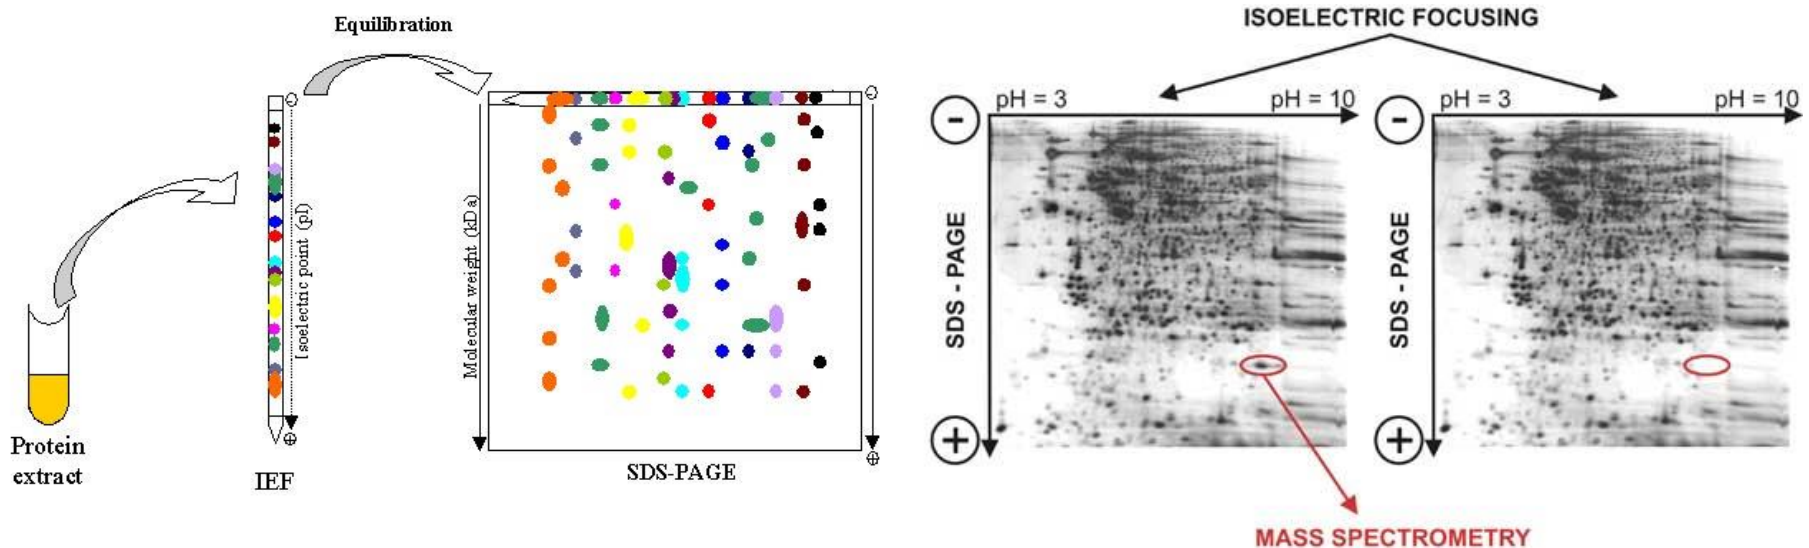 Equilibration
Isoelectric point (pI)
Protein
extract
IEF
Molecular weight (kDa)
SDS-PAGE
ISOELECTRIC FOCUSING
pH = 3
pH = 10
pH = 3
pH = 10
-
-
SDS - PAGE
SDS - PAGE
+
+
MASS SPECTROMETRY